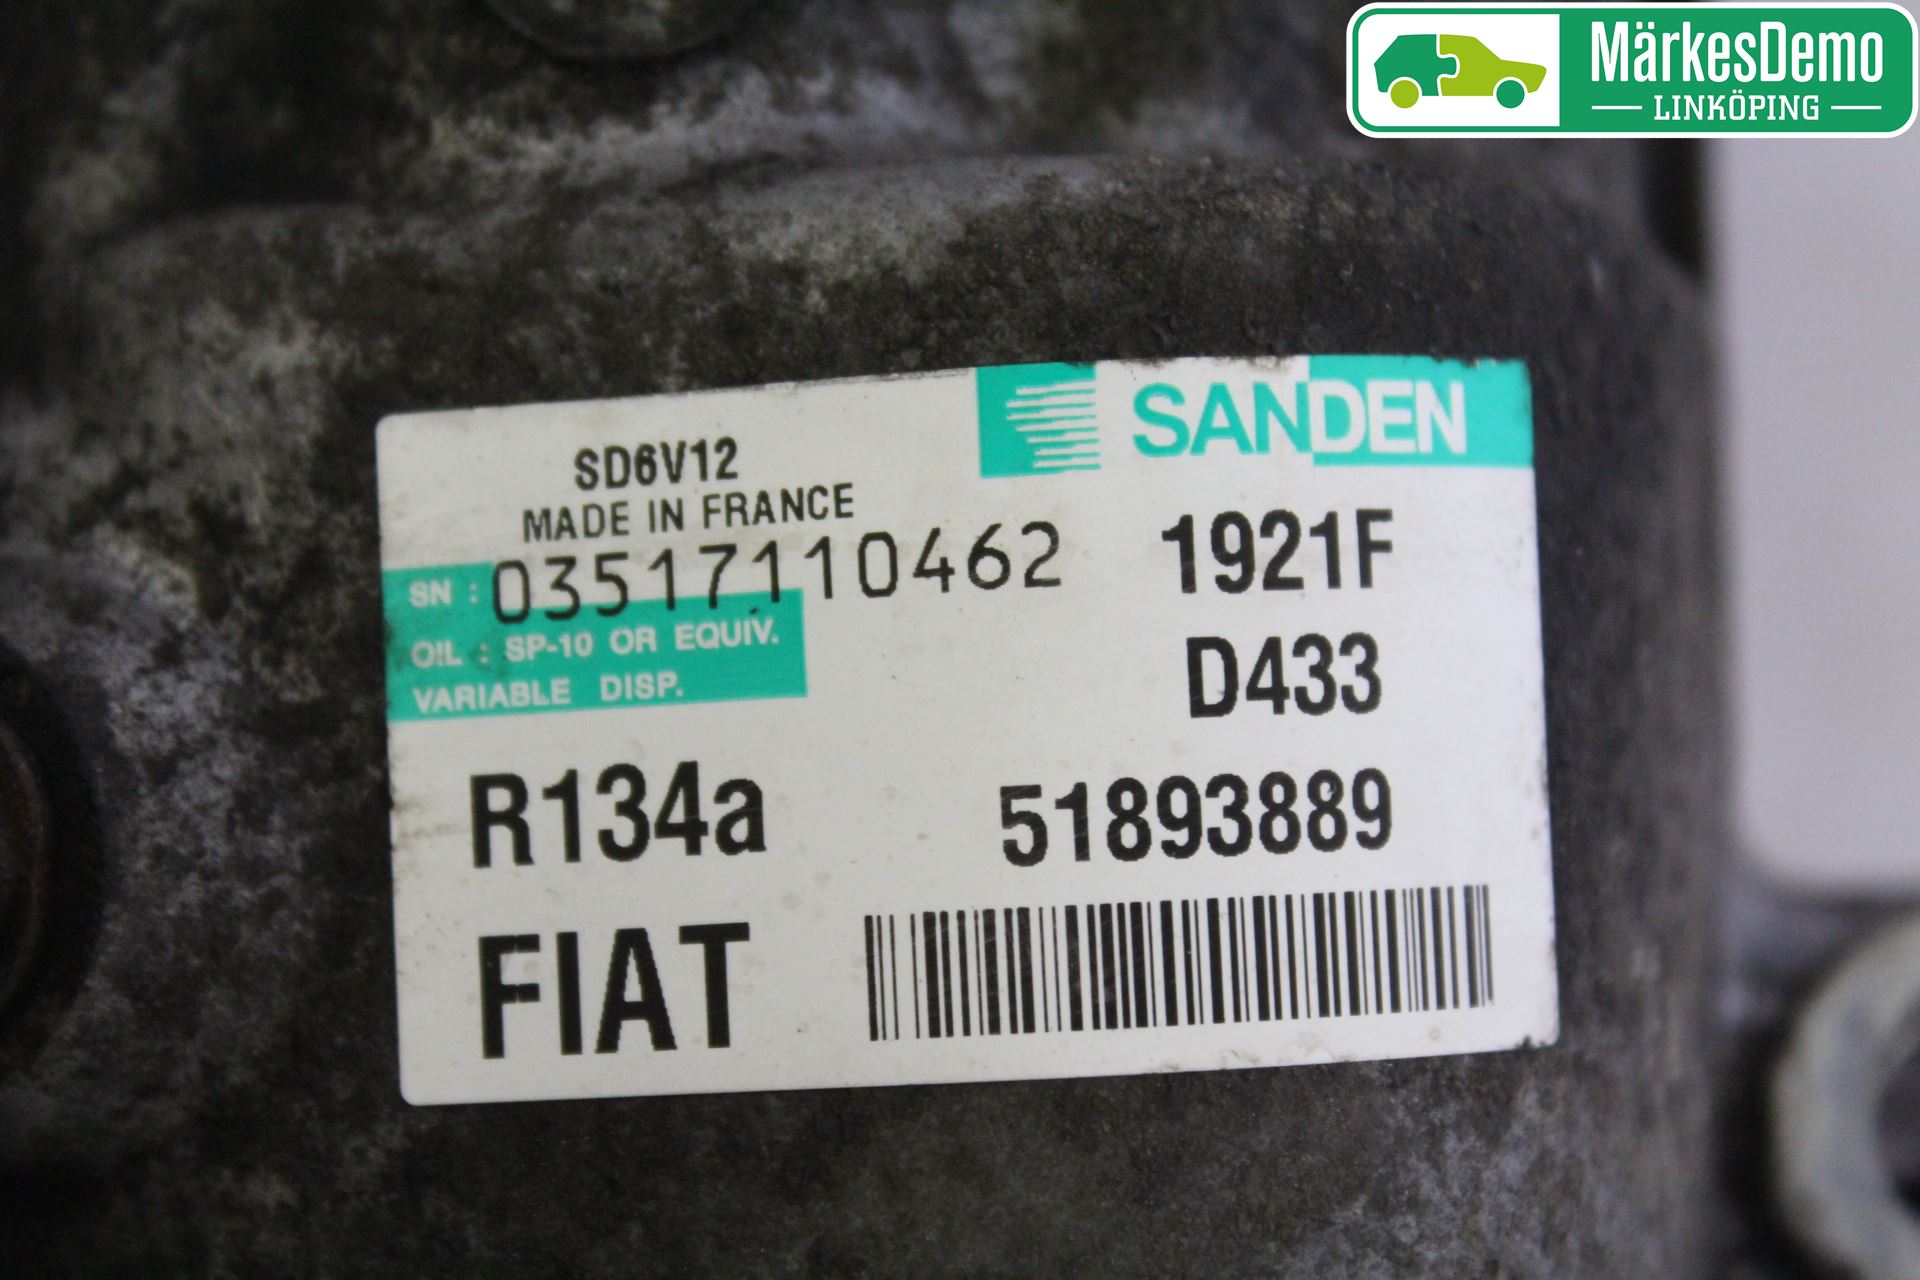 MärkesDemo
LINKÖPING
SANDEN
SD6V12
MADE IN FRANCE
SN : 03517110462
1921F
OIL : SP-10 OR EQUIV.
VARIABLE DISP.
D433
R134a
51893889
FIAT